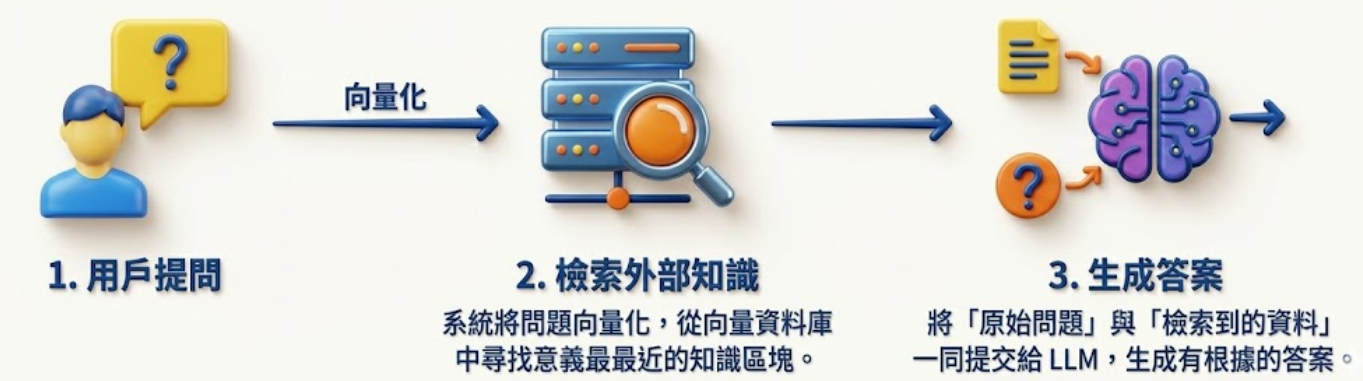 ?
向量化
?
1. 用戶提問
2. 檢索外部知識
系統將問題向量化，從向量資料庫
中尋找意義最最近的知識區塊。
3. 生成答案
將「原始問題」與「檢索到的資料」
一同提交給 LLM，生成有根據的答案。